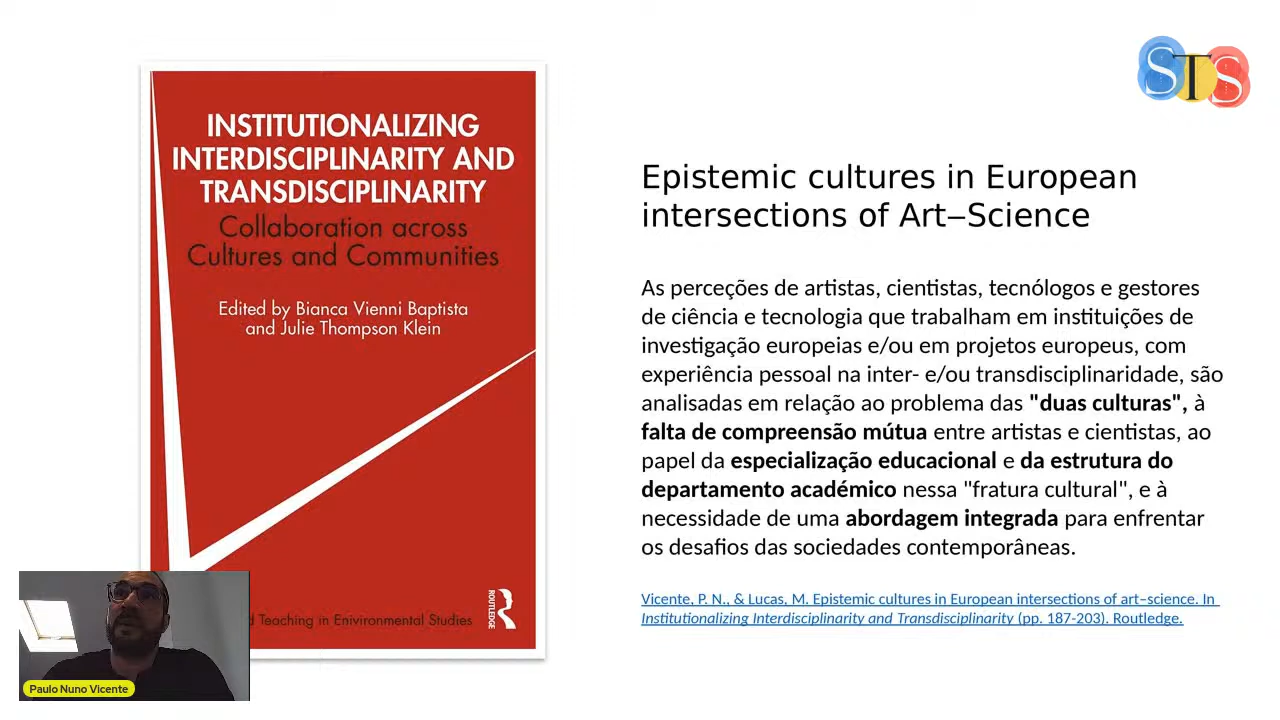 STS
INSTITUTIONALIZING
INTERDISCIPLINARITY AND
TRANSDISCIPLINARITY
Collaboration across
Cultures and Communities
Edited by Bianca Vienni Baptista
and Julie Thompson Klein
Teaching in Enivironmental Studies
ROUTLEDGE
Paulo Nuno Vicente
Epistemic cultures in European
intersections of Art–Science
As perceções de artistas, cientistas, tecnólogos e gestores
de ciência e tecnologia que trabalham em instituições de
investigação europeias e/ou em projetos europeus, com
experiência pessoal na inter- e/ou transdisciplinaridade, são
analisadas em relação ao problema das "duas culturas", à
falta de compreensão mútua entre artistas e cientistas, ao
papel da especialização educacional e da estrutura do
departamento académico nessa "fratura cultural", e à
necessidade de uma abordagem integrada para enfrentar
os desafios das sociedades contemporâneas.
Vicente, P. N., & Lucas, M. Epistemic cultures in European intersections of art–science. In
Institutionalizing Interdisciplinarity and Transdisciplinarity (pp. 187-203). Routledge.